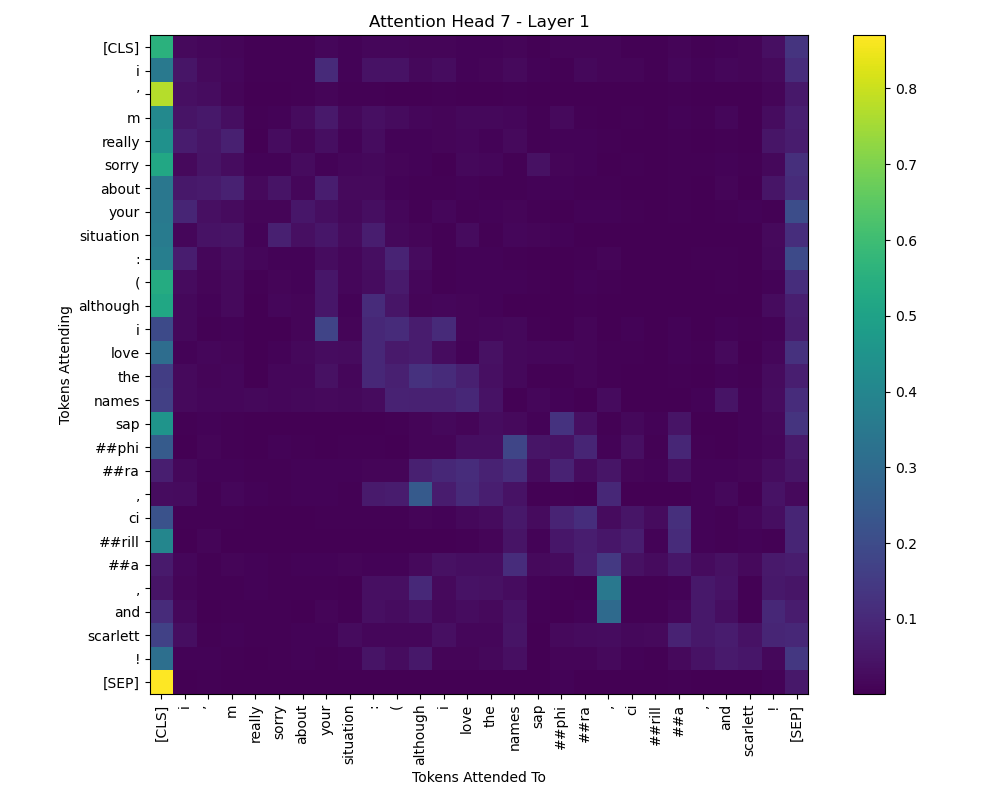 Attention Head 7 - Layer 1
Tokens Attending
[CLS]
i
’
m
really
sorry
about
your
situation
:
(
although
i
love
the
names
sap
##phi
##ra
,
ci
##rill
##a
,
and
scarlett
!
[SEP]
[CLS] i ’ m really sorry about your situation : ( although i love the names sap ##phi ##ra , ci ##rill ##a , and scarlett ! [SEP]
Tokens Attended To
0.8
0.7
0.6
0.5
0.4
0.3
0.2
0.1